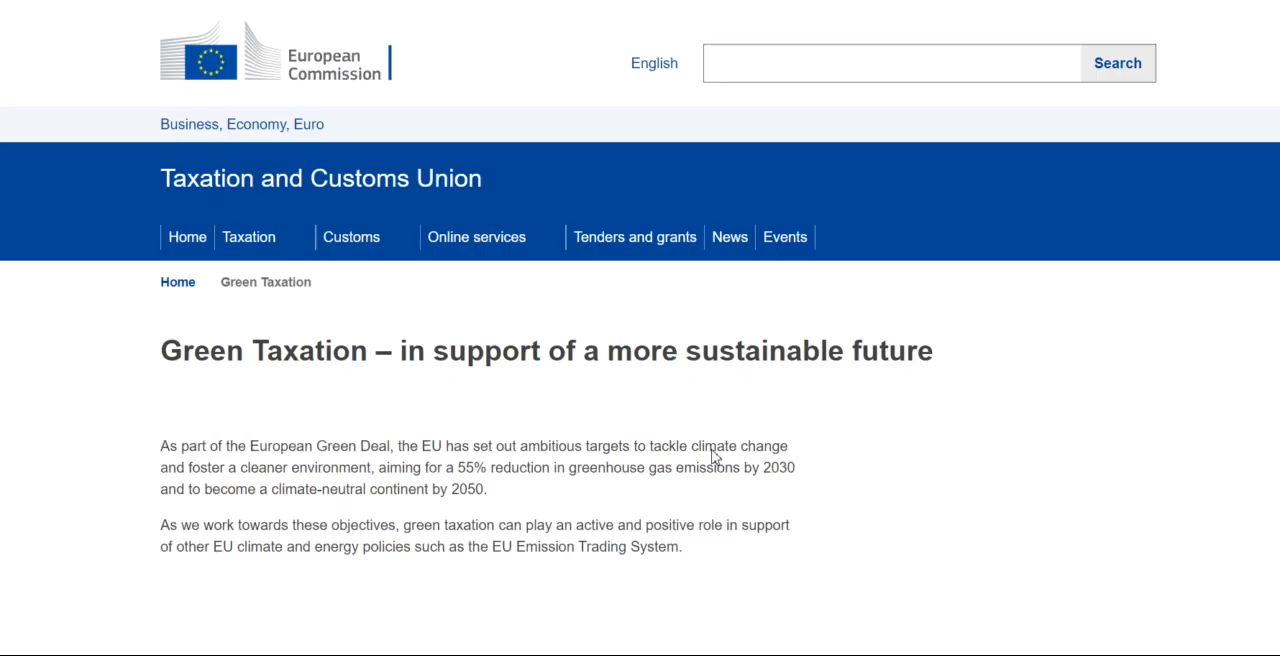 European
Commission
English
Search
Business, Economy, Euro
Taxation and Customs Union
Home Taxation Customs Online services Tenders and grants News Events
Home Green Taxation
Green Taxation – in support of a more sustainable future
As part of the European Green Deal, the EU has set out ambitious targets to tackle climate change
and foster a cleaner environment, aiming for a 55% reduction in greenhouse gas emissions by 2030
and to become a climate-neutral continent by 2050.
As we work towards these objectives, green taxation can play an active and positive role in support
of other EU climate and energy policies such as the EU Emission Trading System.